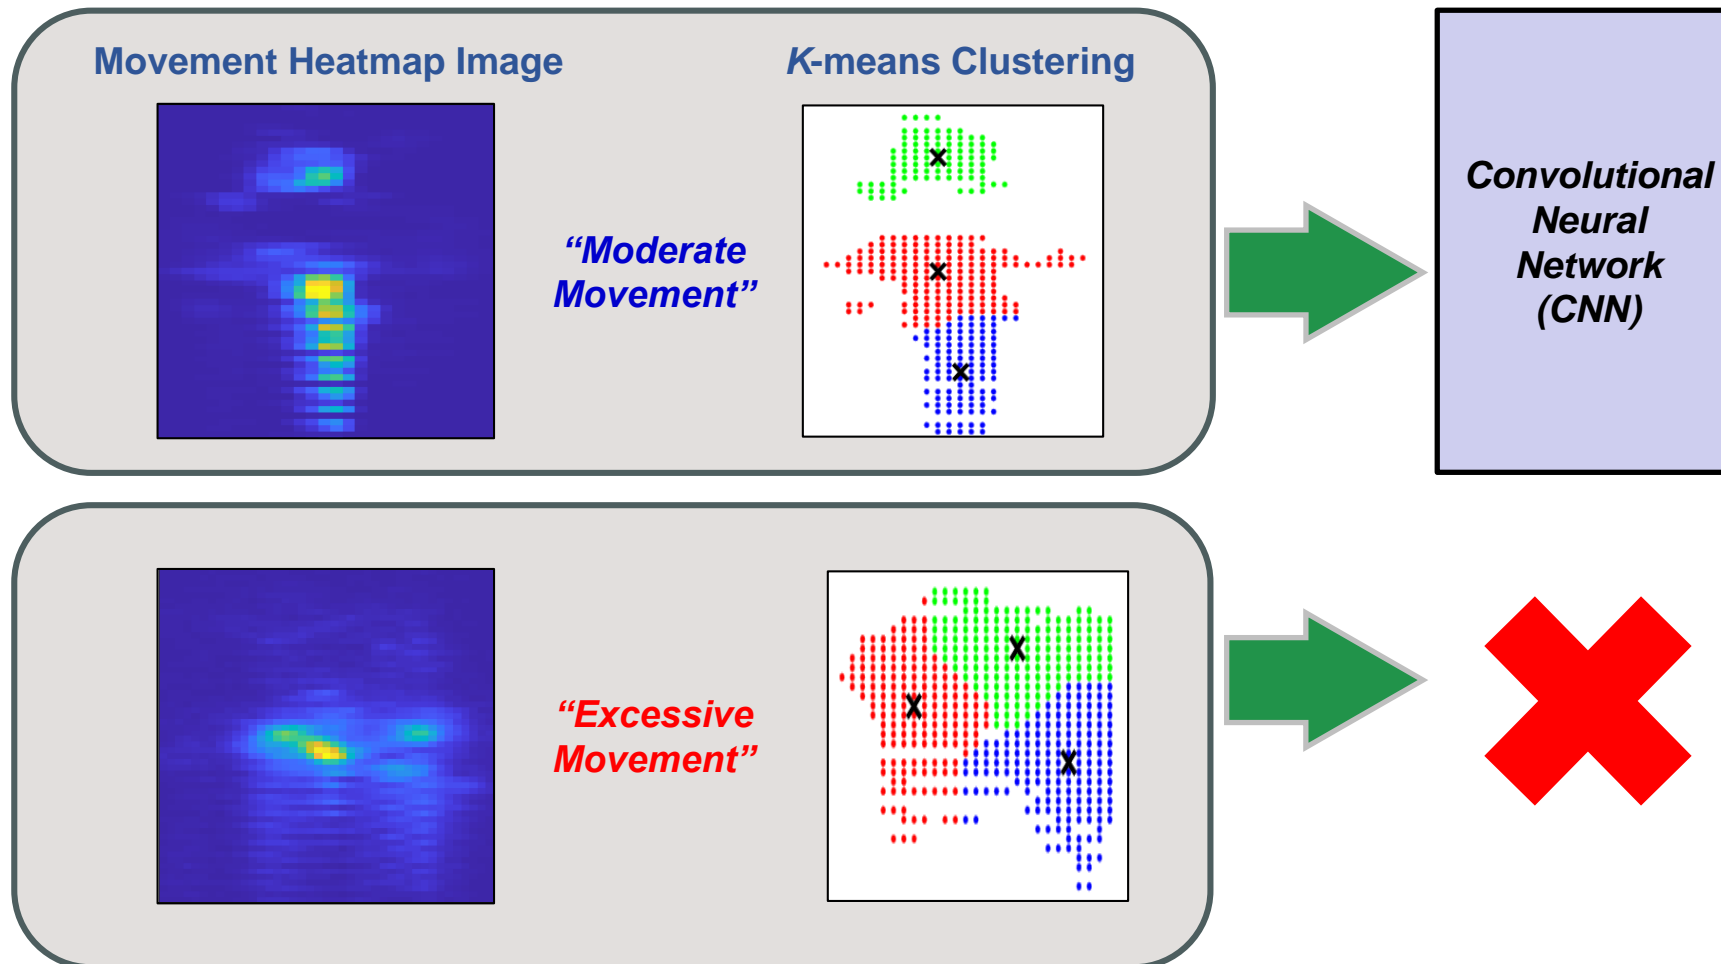 Movement Heatmap Image
K-means Clustering
“Moderate
Movement”
Convolutional
Neural
Network
(CNN)
“Excessive
Movement”